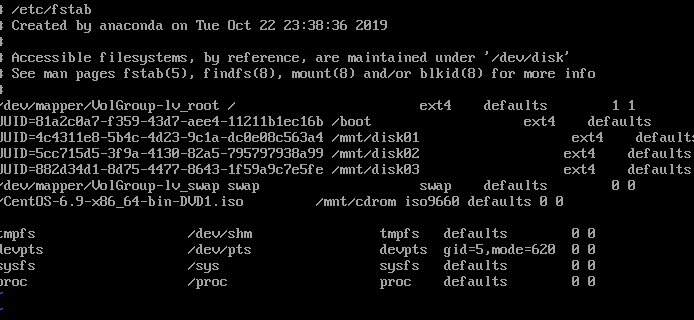 # /etc/fstab
# Created by anaconda on Tue Oct 22 23:38:36 2019
#
# Accessible filesystems, by reference, are maintained under '/dev/disk'
# See man pages fstab(5), findfs(8), mount(8) and/or blkid(8) for more info
#
/dev/mapper/VolGroup-lv_root / ext4 defaults 1 1
UUID=81a2c0a7-f359-43d7-aee4-11211b1ec16b /boot ext4 defaults
UUID=4c4311e8-5b4c-4d23-9c1a-dc0e08c563a4 /mnt/disk01 ext4 defaults
UUID=5cc715d5-3f9a-4130-82a5-795797938a99 /mnt/disk02 ext4 defaults
UUID=882d34d1-8d75-4477-8643-1f59a9c7e5fe /mnt/disk03 ext4 defaults
/dev/mapper/VolGroup-lv_swap swap swap defaults 0 0
/CentOS-6.9-x86_64-bin-DVD1.iso /mnt/cdrom iso9660 defaults 0 0
tmpfs /dev/shm tmpfs defaults 0 0
devpts /dev/pts devpts gid=5,mode=620 0 0
sysfs /sys sysfs defaults 0 0
proc /proc proc defaults 0 0
~
~